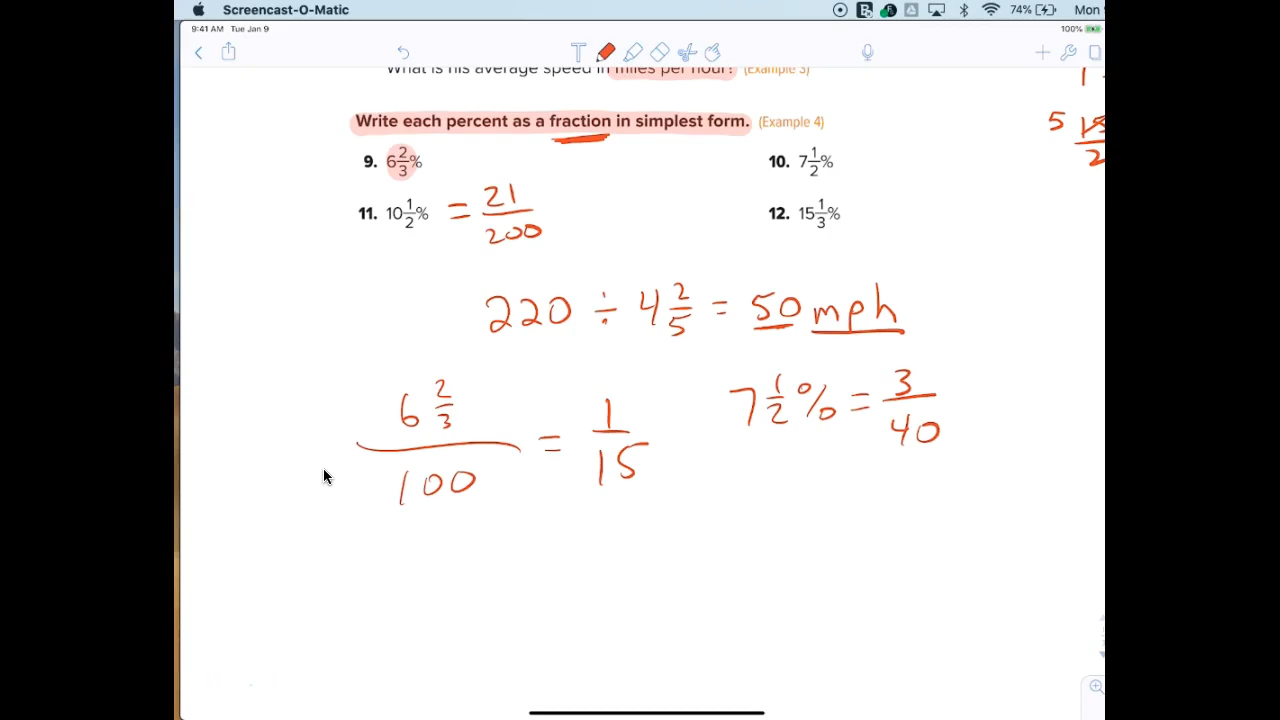 Screencast-O-Matic 74% Mon
9:41 AM Tue Jan 9 100%
What is his average speed in miles per hour? (Example 3)
Write each percent as a fraction in simplest form. (Example 4)
9. 6 2/3%
10. 7 1/2%
11. 10 1/2% = 21/200
12. 15 1/3%
220 ÷ 4 2/5 = 50 mph
6 2/3 / 100 = 1/15
7 1/2 % = 3/40